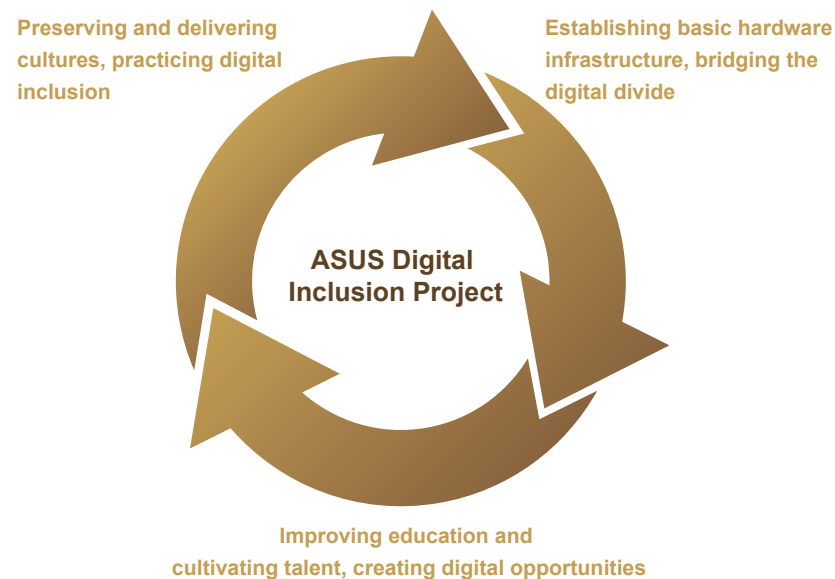 Preserving and delivering
cultures, practicing digital
inclusion
Establishing basic hardware
infrastructure, bridging the
digital divide
ASUS Digital
Inclusion Project
Improving education and
cultivating talent, creating digital opportunities